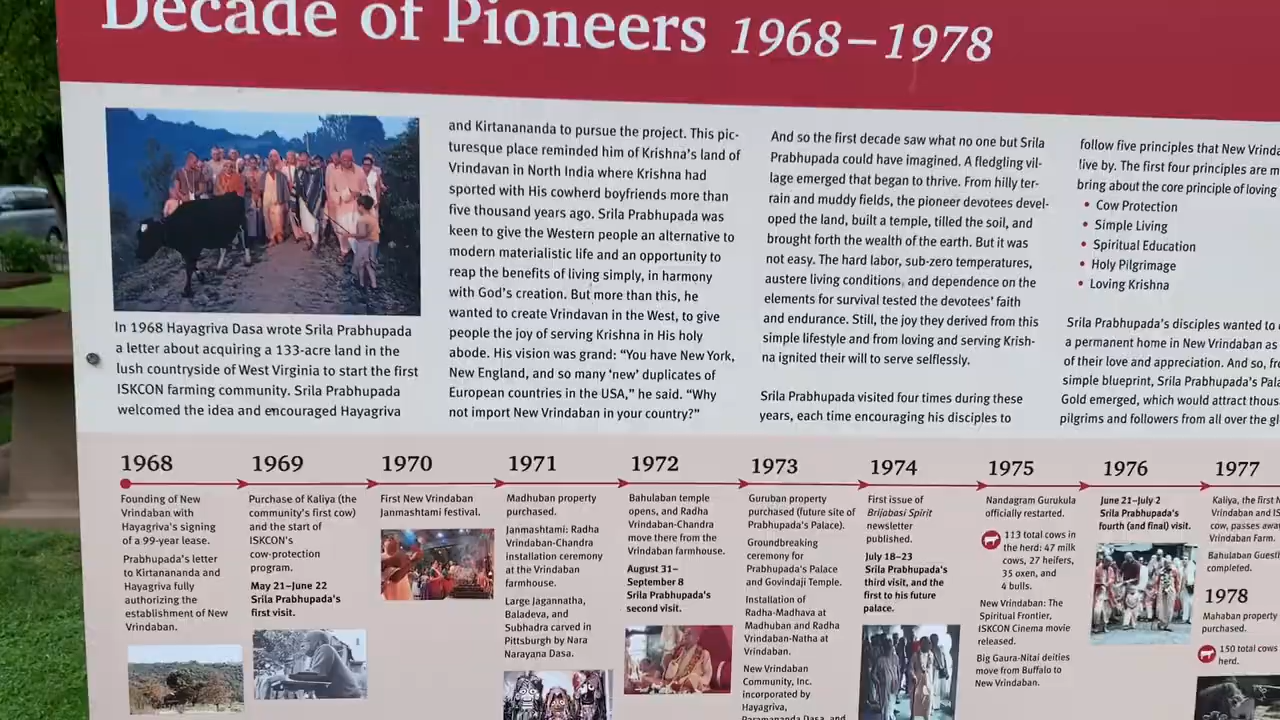 Decade of Pioneers 1968–1978
In 1968 Hayagriva Dasa wrote Srila Prabhupada
a letter about acquiring a 133-acre land in the
lush countryside of West Virginia to start the first
ISKCON farming community. Srila Prabhupada
welcomed the idea and encouraged Hayagriva
and Kirtanananda to pursue the project. This pic-
turesque place reminded him of Krishna's land of
Vrindavan in North India where Krishna had
sported with His cowherd boyfriends more than
five thousand years ago. Srila Prabhupada was
keen to give the Western people an alternative to
modern materialistic life and an opportunity to
reap the benefits of living simply, in harmony
with God's creation. But more than this, he
wanted to create Vrindavan in the West, to give
people the joy of serving Krishna in His holy
abode. His vision was grand: "You have New York,
New England, and so many 'new' duplicates of
European countries in the USA," he said. "Why
not import New Vrindaban in your country?"
And so the first decade saw what no one but Srila
Prabhupada could have imagined. A fledgling vil-
lage emerged that began to thrive. From hilly ter-
rain and muddy fields, the pioneer devotees devel-
oped the land, built a temple, tilled the soil, and
brought forth the wealth of the earth. But it was
not easy. The hard labor, sub-zero temperatures,
austere living conditions, and dependence on the
elements for survival tested the devotees' faith
and endurance. Still, the joy they derived from this
simple lifestyle and from loving and serving Krish-
na ignited their will to serve selflessly.
Srila Prabhupada visited four times during these
years, each time encouraging his disciples to
follow five principles that New Vrinda
live by. The first four principles are m
bring about the core principle of loving
• Cow Protection
• Simple Living
• Spiritual Education
• Holy Pilgrimage
• Loving Krishna
Srila Prabhupada's disciples wanted to
a permanent home in New Vrindaban as
of their love and appreciation. And so, fr
simple blueprint, Srila Prabhupada's Pala
Gold emerged, which would attract thous
pilgrims and followers from all over the gl
1968
Founding of New
Vrindaban with
Hayagriva's signing
of a 99-year lease.
Prabhupada's letter
to Kirtanananda and
Hayagriva fully
authorizing the
establishment of New
Vrindaban.
1969
Purchase of Kaliya (the
community's first cow)
and the start of
ISKCON's
cow-protection
program.
May 21–June 22
Srila Prabhupada's
first visit.
1970
First New Vrindaban
Janmashtami festival.
1971
Madhuban property
purchased.
Janmashtami: Radha
Vrindaban-Chandra
installation ceremony
at the Vrindaban
farmhouse.
Large Jagannatha,
Baladeva, and
Subhadra carved in
Pittsburgh by Nara
Narayana Dasa.
1972
Bahulaban temple
opens, and Radha
Vrindaban-Chandra
move there from the
Vrindaban farmhouse.
August 31–
September 8
Srila Prabhupada's
second visit.
1973
Guruban property
purchased (future site of
Prabhupada's Palace).
Groundbreaking
ceremony for
Prabhupada's Palace
and Govindaji Temple.
Installation of
Radha-Madhava at
Madhuban and Radha
Vrindaban-Natha at
Vrindaban.
New Vrindaban
Community, Inc.
incorporated by
Hayagriva,
Paramananda Dasa, and
1974
First issue of
Brijabasi Spirit
newsletter
published.
July 18–23
Srila Prabhupada's
third visit, and the
first to his future
palace.
1975
Nandagram Gurukula
officially restarted.
113 total cows in
the herd: 47 milk
cows, 27 heifers,
35 oxen, and
4 bulls.
New Vrindaban: The
Spiritual Frontier,
ISKCON Cinema movie
released.
Big Gaura-Nitai deities
move from Buffalo to
New Vrindaban.
1976
June 21–July 2
Srila Prabhupada's
fourth (and final) visit.
1977
Kaliya, the first N
Vrindaban and IS
cow, passes awa
Vrindaban Farm.
Bahulaban Guest
completed.
1978
Mahaban property
purchased.
150 total cows
herd.